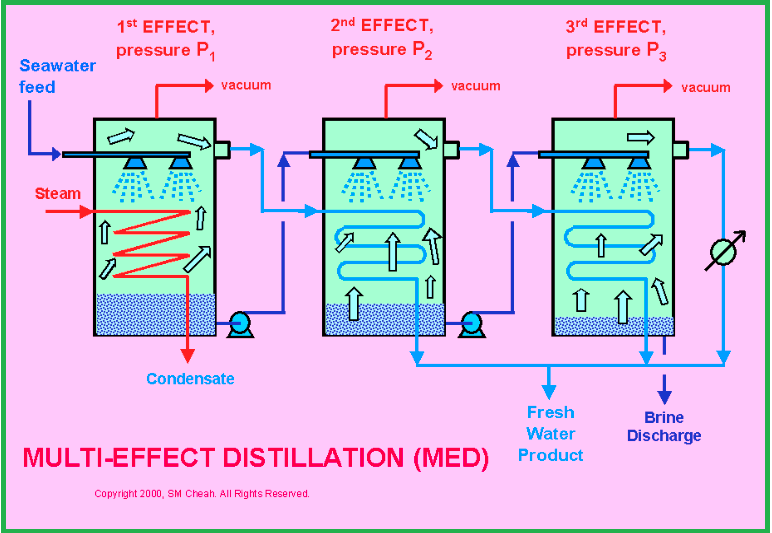 1st EFFECT,
pressure P1
2nd EFFECT,
pressure P2
3rd EFFECT,
pressure P3
Seawater
feed
vacuum
vacuum
vacuum
Steam
Condensate
Fresh
Water
Product
Brine
Discharge
MULTI-EFFECT DISTILLATION (MED)
Copyright 2000, SM Cheah. All Rights Reserved.